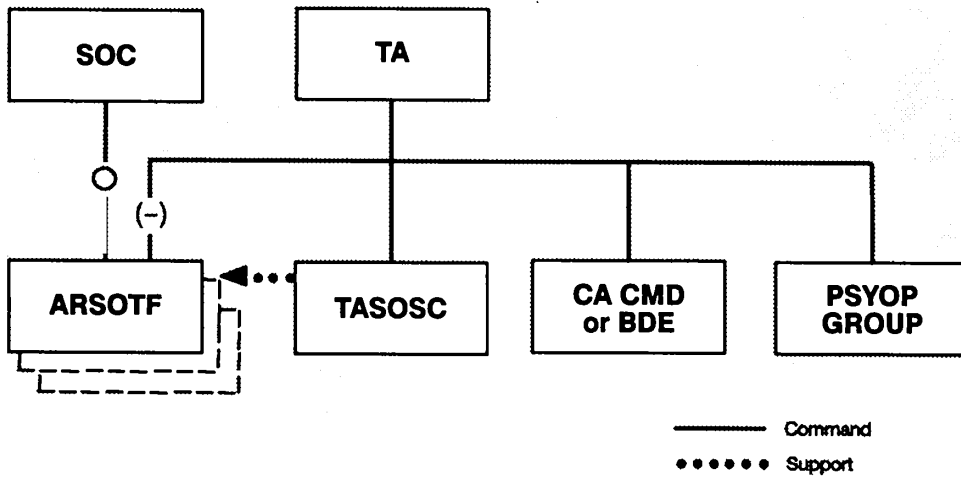 SOC
TA
(–)
ARSOTF
TASOSC
CA CMD
or BDE
PSYOP
GROUP
Command
Support